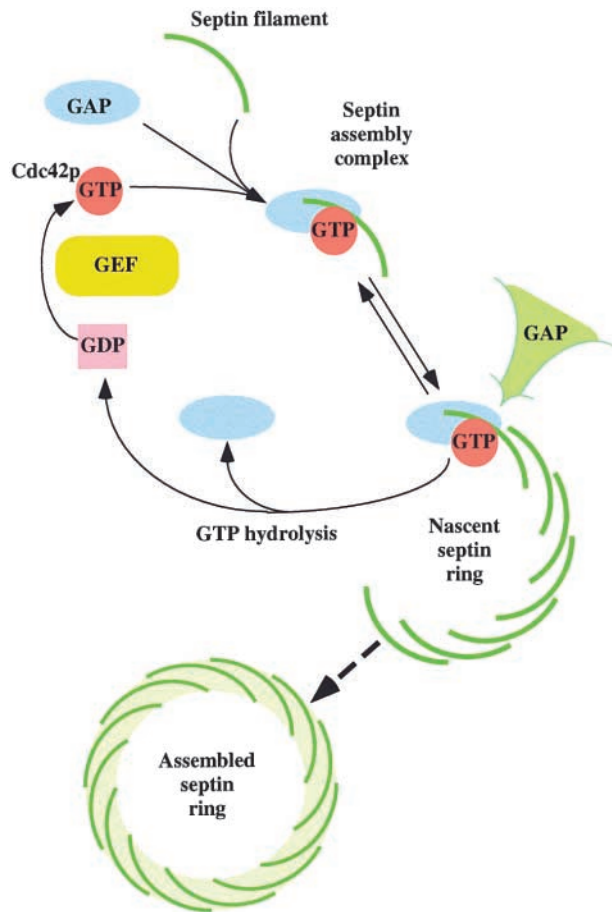 Septin filament
GAP
Septin
assembly
complex
Cdc42p
GTP
GTP
GEF
GAP
GDP
GTP
GTP hydrolysis
Nascent
septin
ring
Assembled
septin
ring